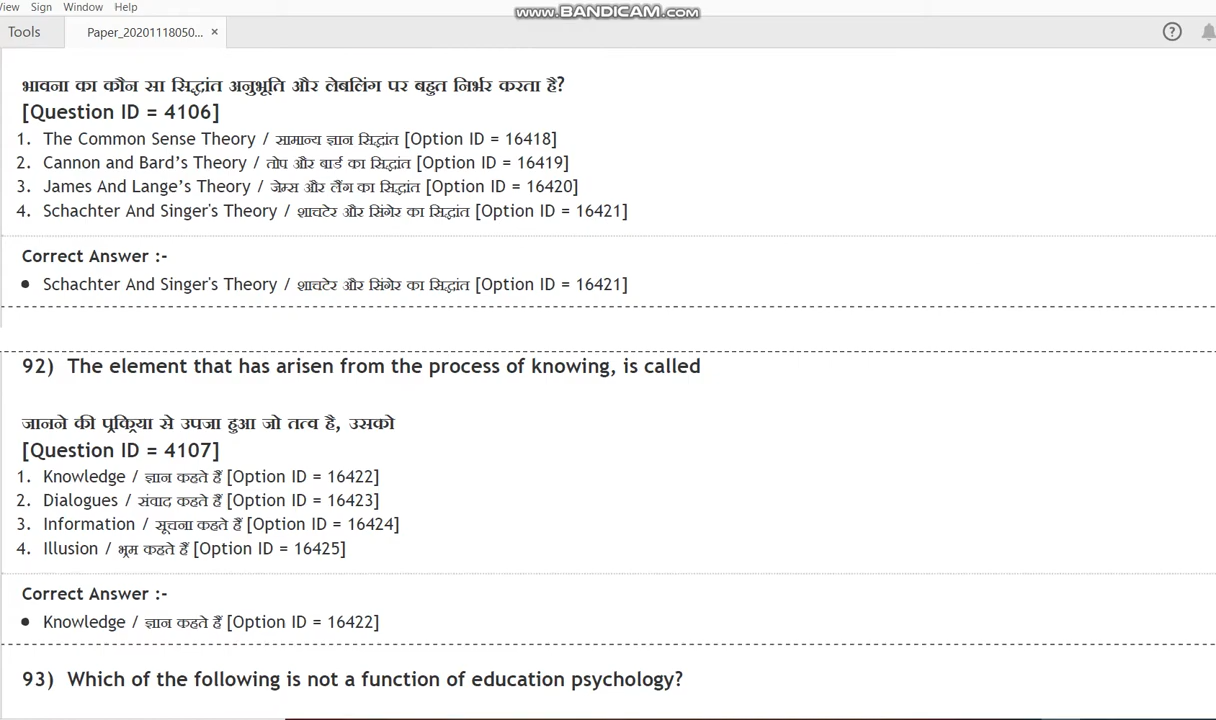 View Sign Window Help
www.BANDICAM.com
Tools Paper_20201118050... × ?
भावना का कौन सा सिद्धांत अनुभूति और लेबलिंग पर बहुत निर्भर करता है?
[Question ID = 4106]
1. The Common Sense Theory / सामान्य ज्ञान सिद्धांत [Option ID = 16418]
2. Cannon and Bard’s Theory / तोप और बार्ड का सिद्धांत [Option ID = 16419]
3. James And Lange’s Theory / जेम्स और लैंग का सिद्धांत [Option ID = 16420]
4. Schachter And Singer's Theory / शाचटेर और सिंगेर का सिद्धांत [Option ID = 16421]
Correct Answer :-
• Schachter And Singer's Theory / शाचटेर और सिंगेर का सिद्धांत [Option ID = 16421]
92) The element that has arisen from the process of knowing, is called
जानने की प्रक्रिया से उपजा हुआ जो तत्व है, उसको
[Question ID = 4107]
1. Knowledge / ज्ञान कहते हैं [Option ID = 16422]
2. Dialogues / संवाद कहते हैं [Option ID = 16423]
3. Information / सूचना कहते हैं [Option ID = 16424]
4. Illusion / भ्रम कहते हैं [Option ID = 16425]
Correct Answer :-
• Knowledge / ज्ञान कहते हैं [Option ID = 16422]
93) Which of the following is not a function of education psychology?